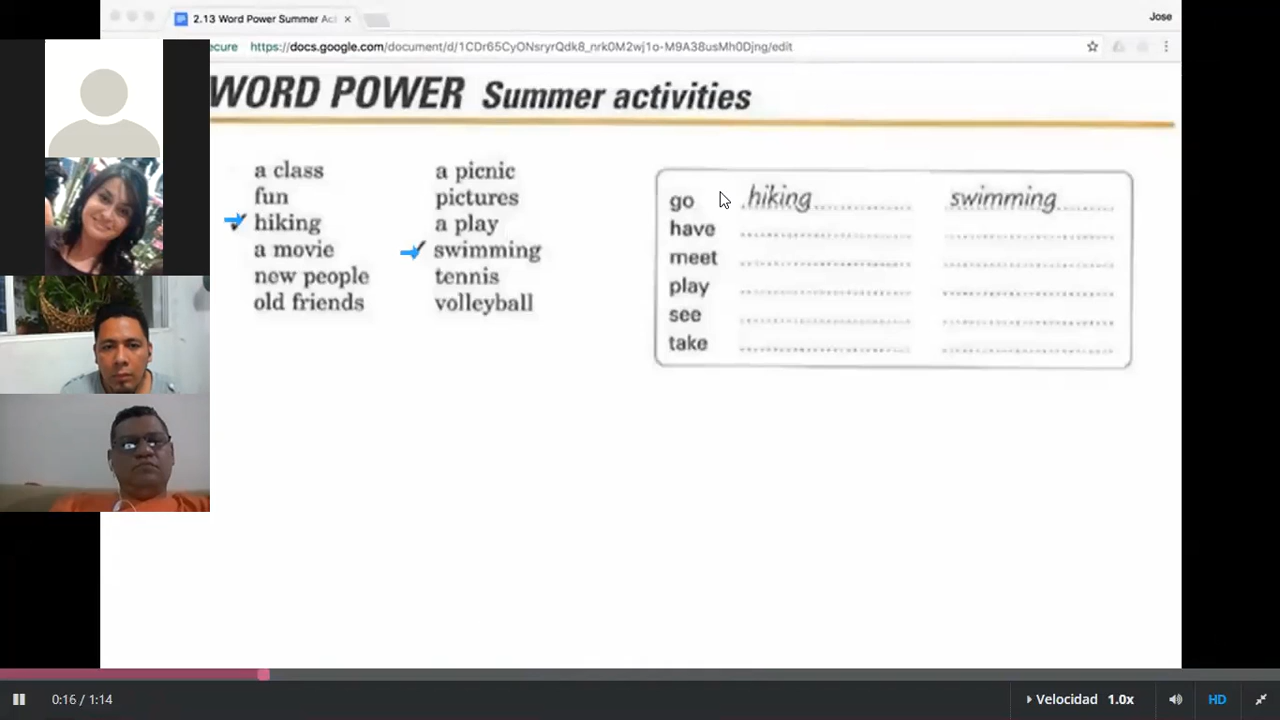 2.13 Word Power Summer Ac
Jose
ecure https://docs.google.com/document/d/1CDr65CyONsryrQdk8_nrk0M2wj1o-M9A38usMh0Djng/edit
WORD POWER Summer activities
a class
fun
hiking
a movie
new people
old friends
a picnic
pictures
a play
swimming
tennis
volleyball
go hiking swimming
have
meet
play
see
take
0:16 / 1:14
Velocidad 1.0x
HD